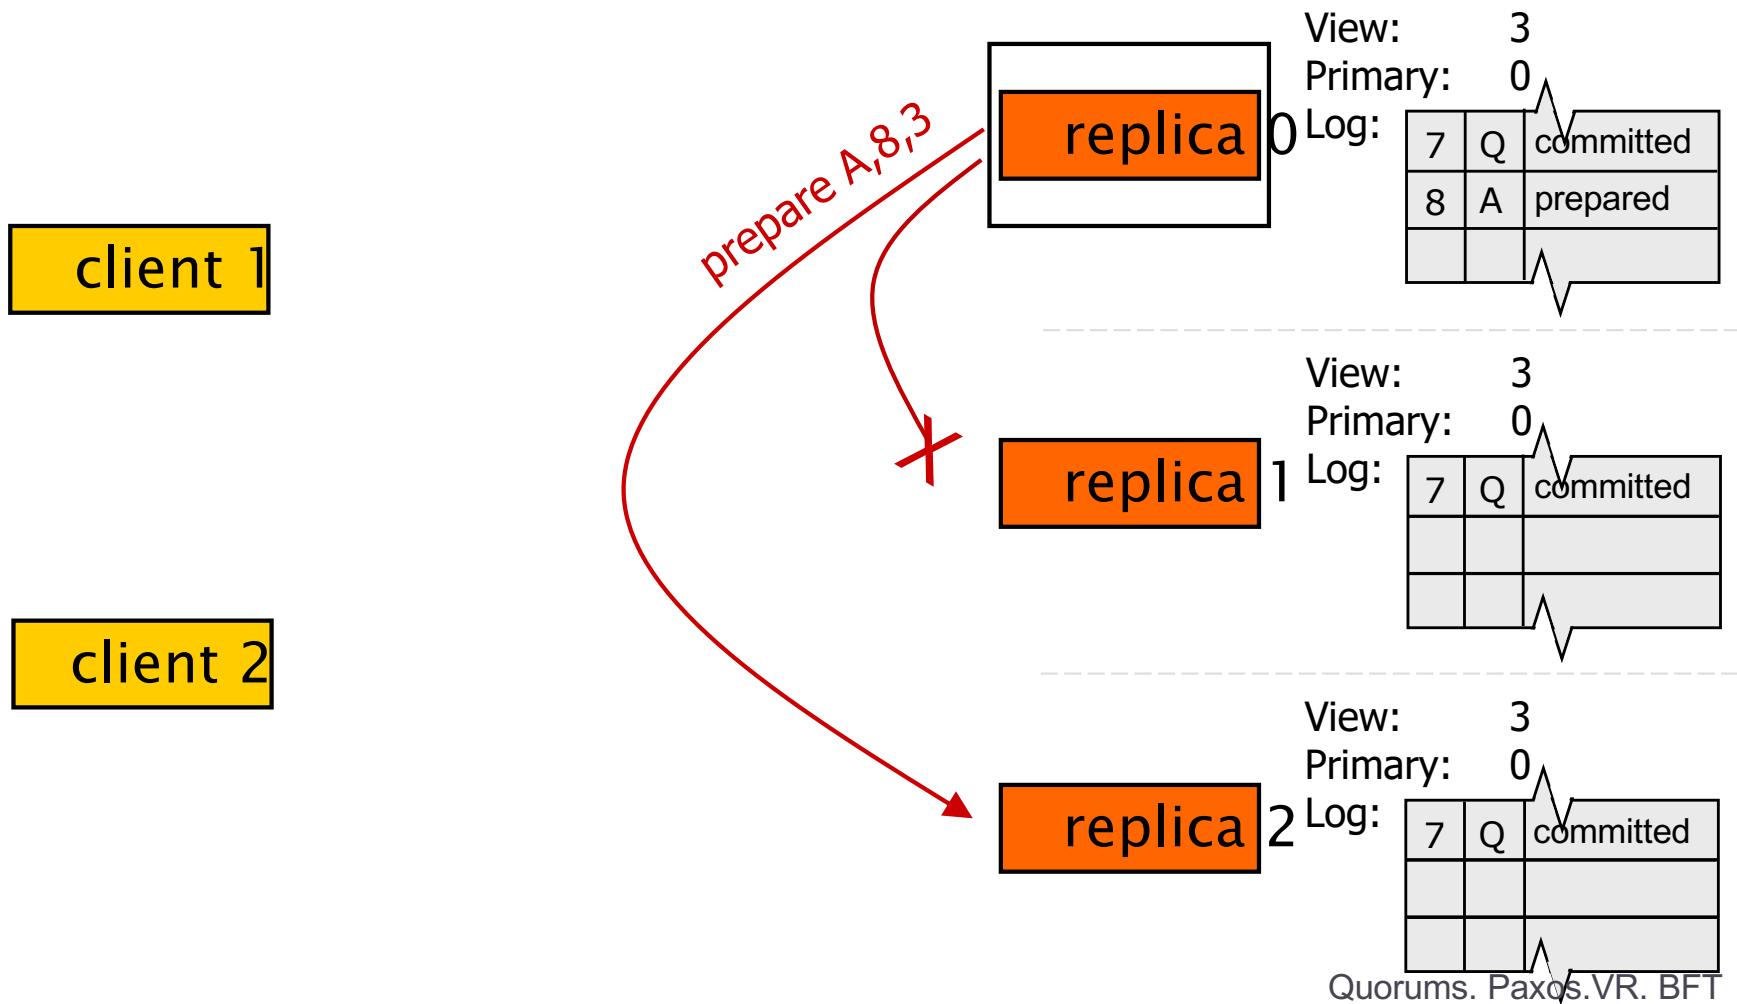 View: 3
Primary: 0
Log:
7 Q committed
8 A prepared
replica 0
prepare A,8,3
client 1
View: 3
Primary: 0
Log:
7 Q committed
replica 1
client 2
View: 3
Primary: 0
Log:
7 Q committed
replica 2
Quorums. Paxos.VR. BFT